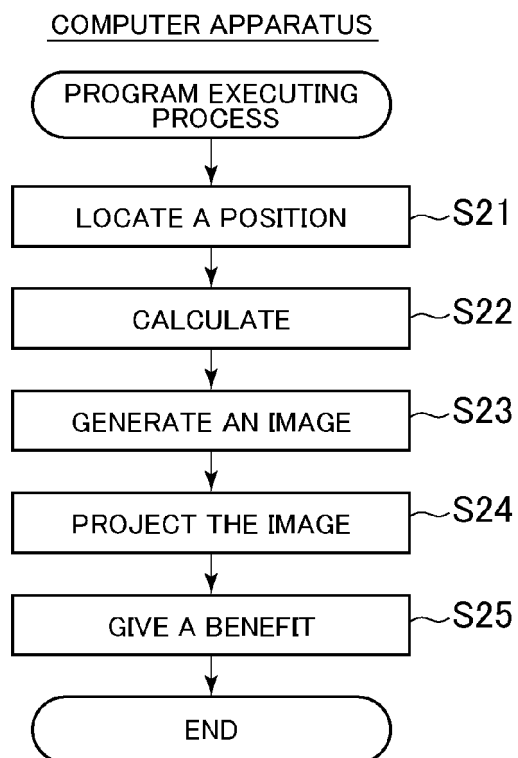 COMPUTER APPARATUS
PROGRAM EXECUTING
PROCESS
LOCATE A POSITION
S21
CALCULATE
S22
GENERATE AN IMAGE
S23
PROJECT THE IMAGE
S24
GIVE A BENEFIT
S25
END